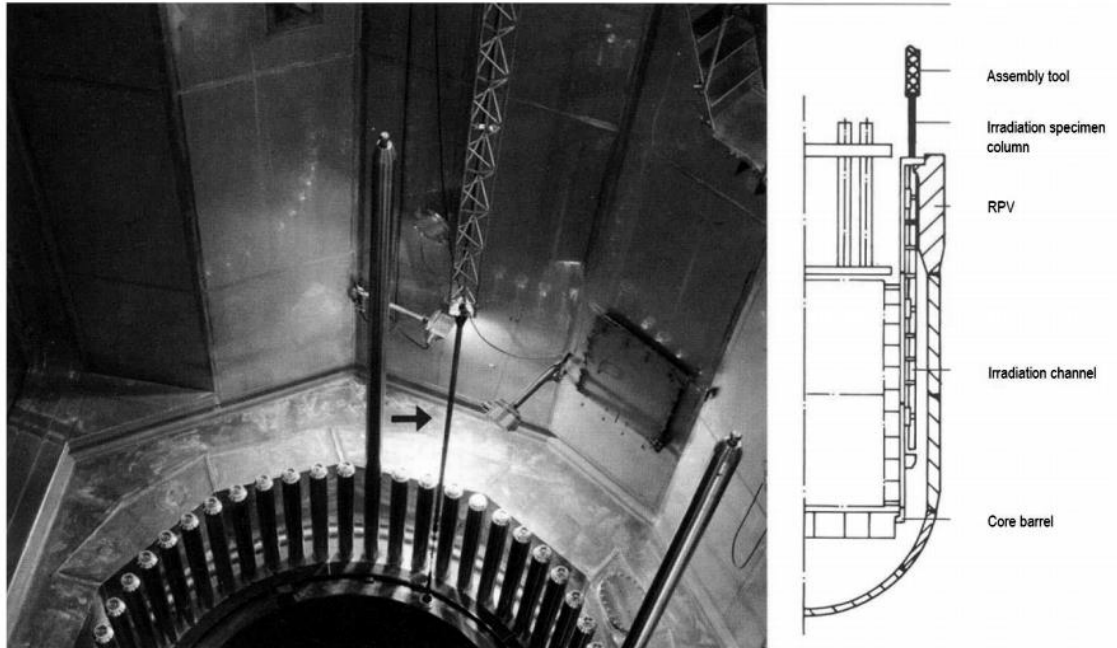 Assembly tool
Irradiation specimen
column
RPV
Irradiation channel
Core barrel